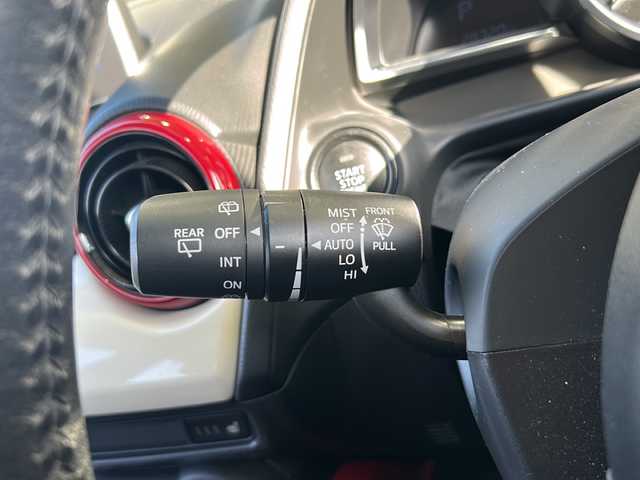 P
START
STOP
REAR
OFF
INT
ON
MIST
OFF
AUTO
LO
HI
FRONT
PULL